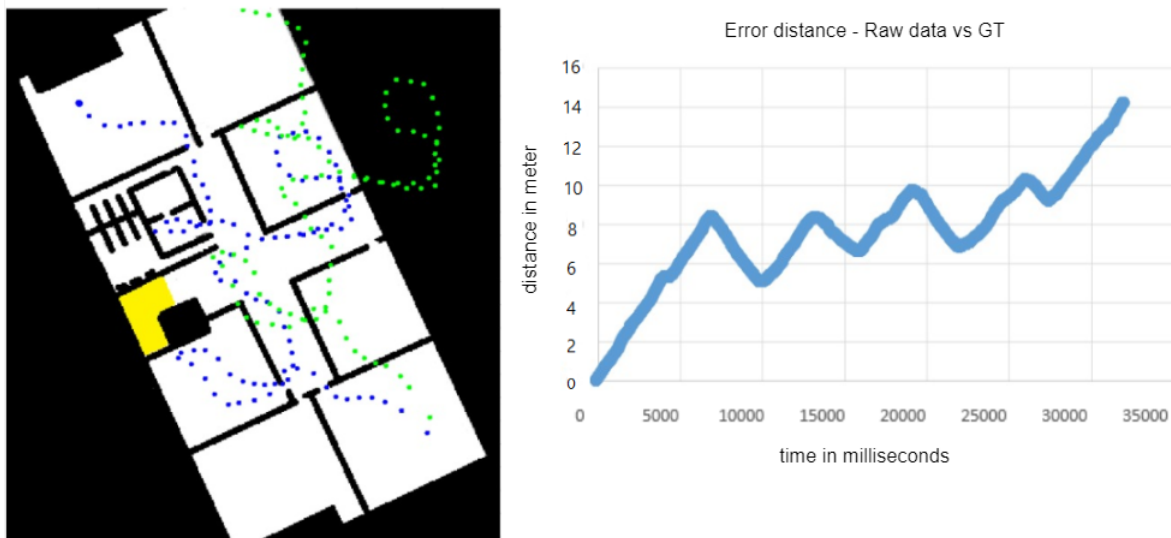 Error distance - Raw data vs GT
16
14
12
10
8
6
4
2
0
distance in meter
0 5000 10000 15000 20000 25000 30000 35000
time in milliseconds